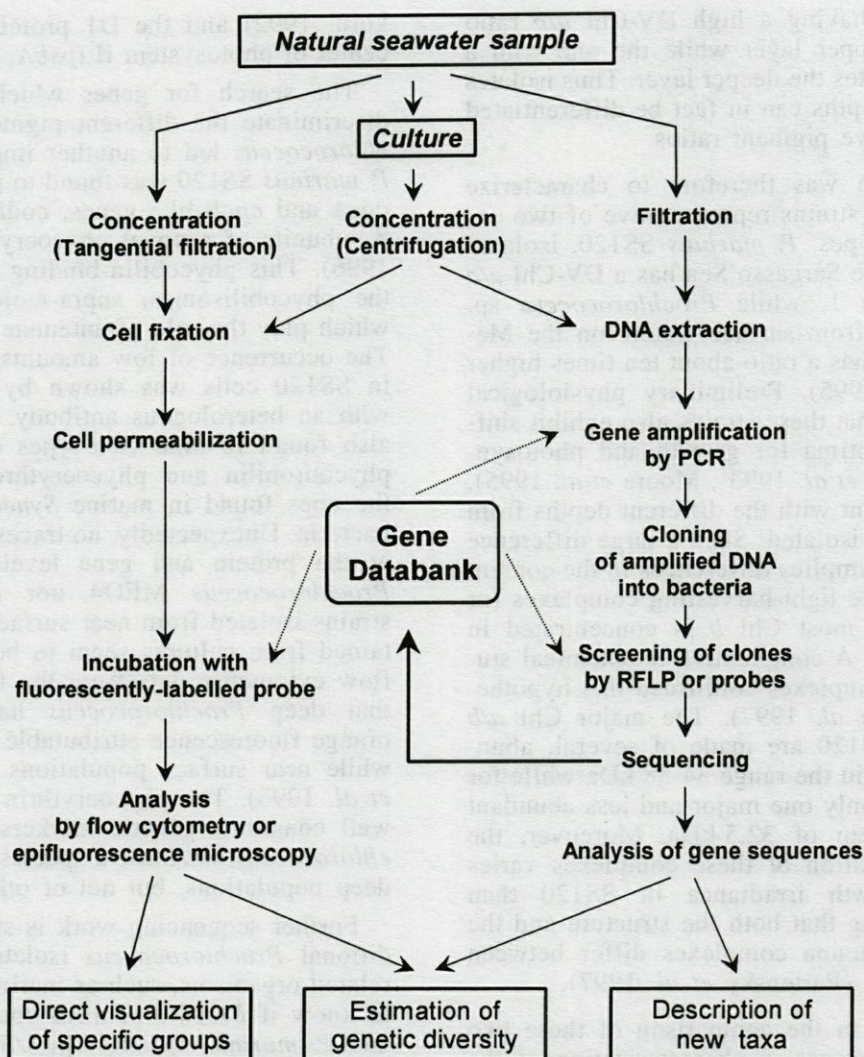 Natural seawater sample
Culture
Concentration
(Tangential filtration)
Concentration
(Centrifugation)
Filtration
Cell fixation
DNA extraction
Cell permeabilization
Gene amplification
by PCR
Gene
Databank
Cloning
of amplified DNA
into bacteria
Incubation with
fluorescently-labelled probe
Screening of clones
by RFLP or probes
Sequencing
Analysis
by flow cytometry or
epifluorescence microscopy
Analysis of gene sequences
Direct visualization
of specific groups
Estimation of
genetic diversity
Description of
new taxa